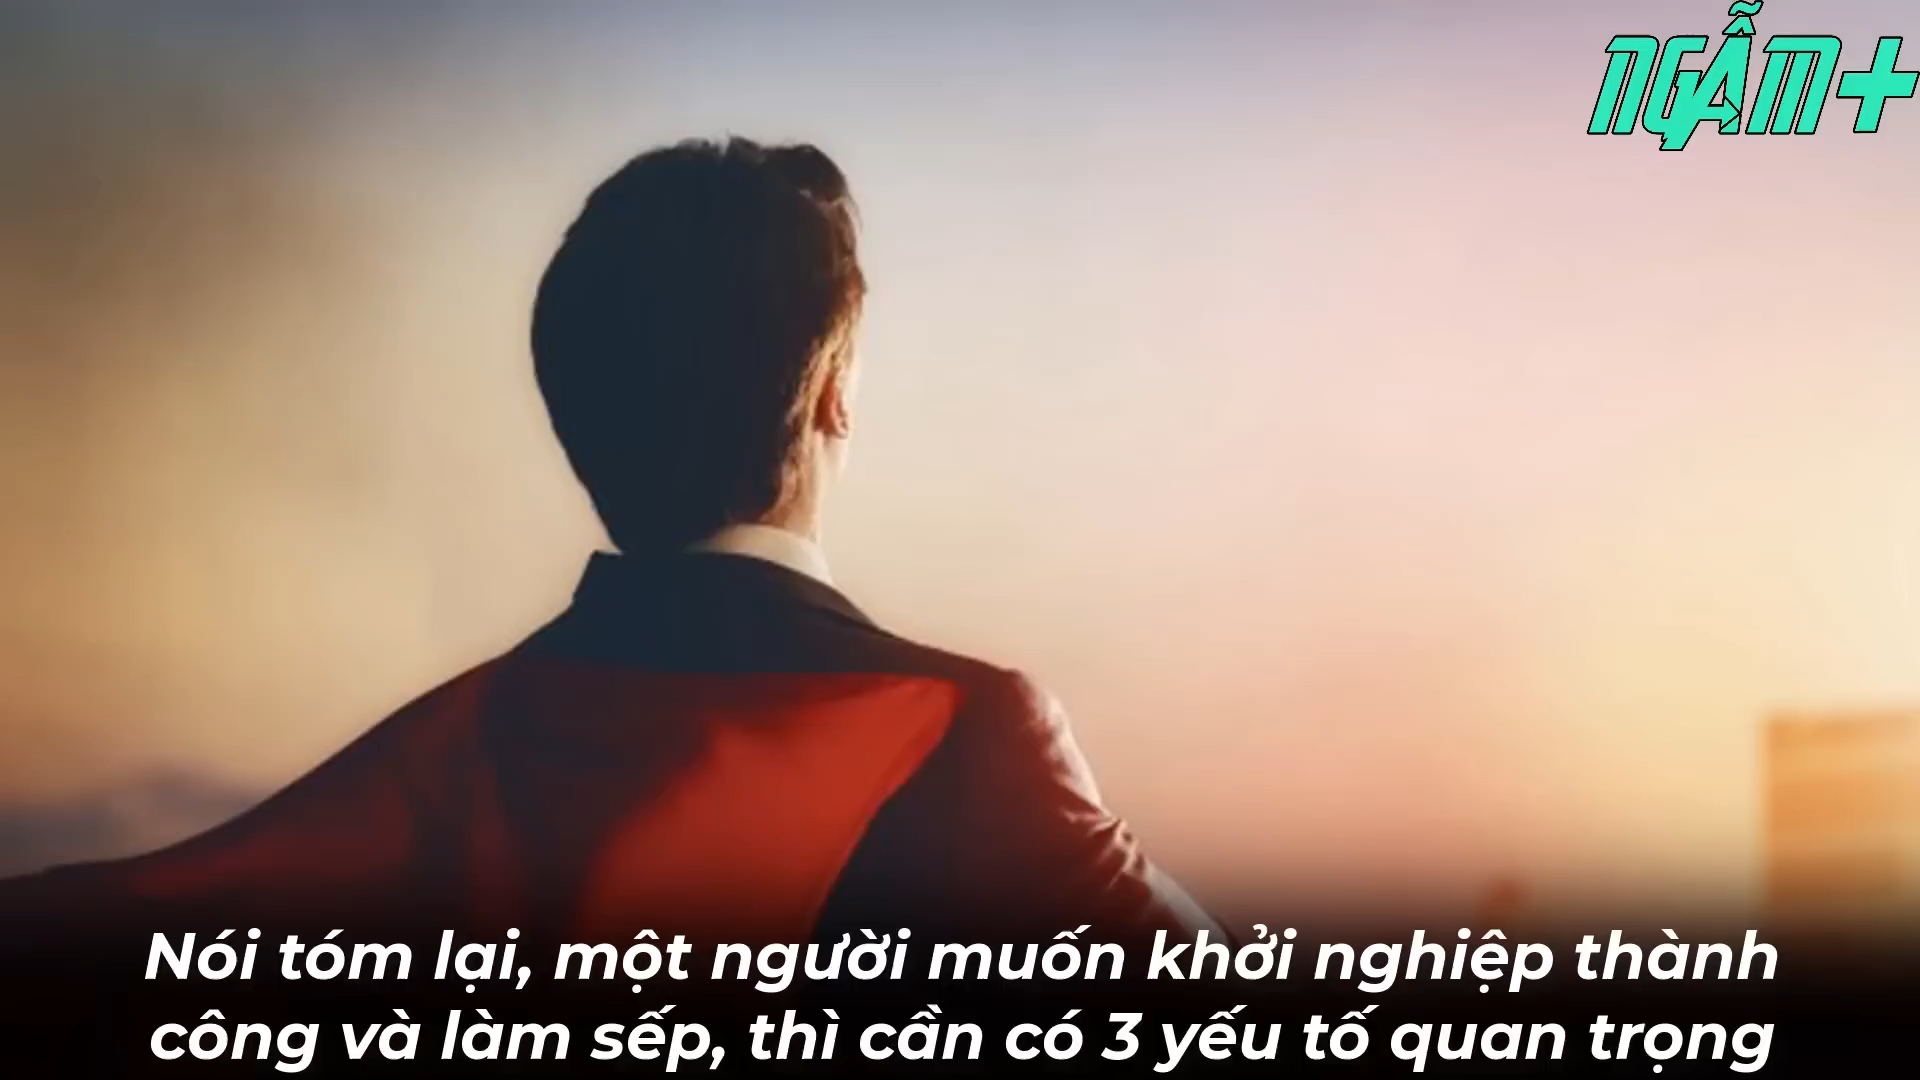 NGẪM+
Nói tóm lại, một người muốn khởi nghiệp thành
công và làm sếp, thì cần có 3 yếu tố quan trọng